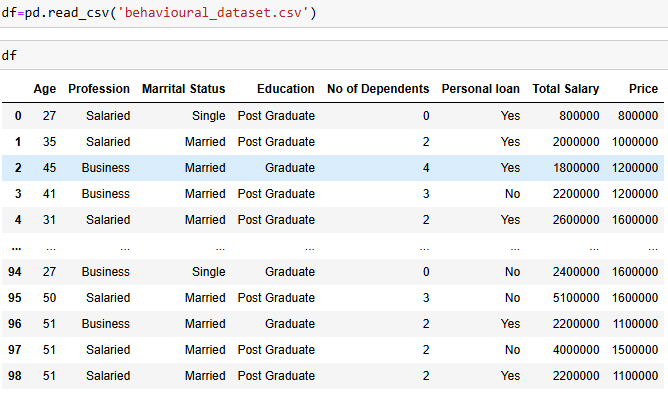 df=pd.read_csv('behavioural_dataset.csv')
df
Age Profession Marrital Status Education No of Dependents Personal loan Total Salary Price
0 27 Salaried Single Post Graduate 0 Yes 800000 800000
1 35 Salaried Married Post Graduate 2 Yes 2000000 1000000
2 45 Business Married Graduate 4 Yes 1800000 1200000
3 41 Business Married Post Graduate 3 No 2200000 1200000
4 31 Salaried Married Post Graduate 2 Yes 2600000 1600000
... ... ... ... ... ... ... ... ...
94 27 Business Single Graduate 0 No 2400000 1600000
95 50 Salaried Married Post Graduate 3 No 5100000 1600000
96 51 Business Married Graduate 2 Yes 2200000 1100000
97 51 Salaried Married Post Graduate 2 No 4000000 1500000
98 51 Salaried Married Post Graduate 2 Yes 2200000 1100000